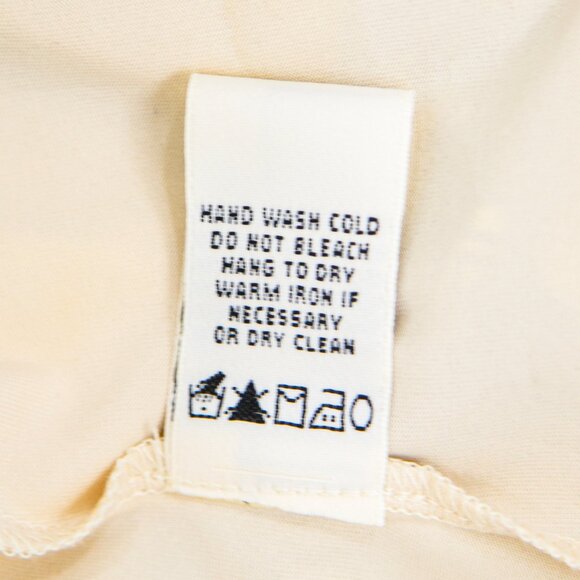 HAND WASH COLD
DO NOT BLEACH
HANG TO DRY
WARM IRON IF
NECESSARY
OR DRY CLEAN